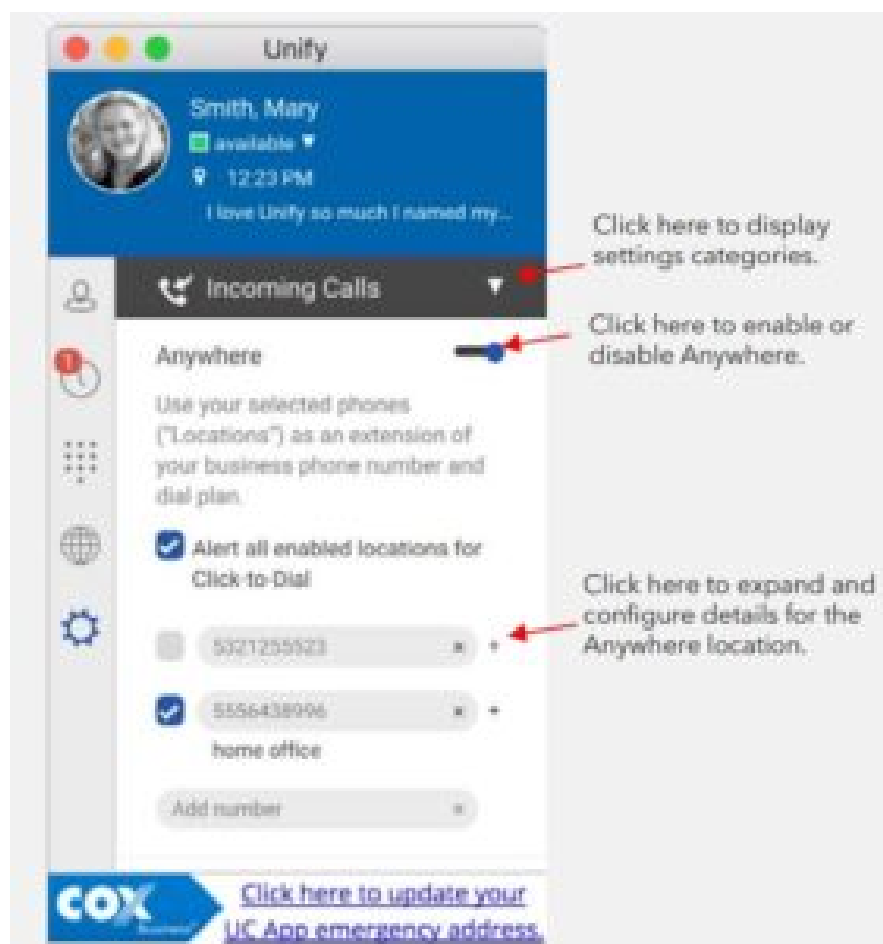 Unify
Smith, Mary
available
12:23 PM
I love Unify so much I named my...
Click here to display
settings categories.
Incoming Calls
Click here to enable or
disable Anywhere.
Anywhere
1
Use your selected phones
("Locations") as an extension of
your business phone number and
dial plan.
Alert all enabled locations for
Click-to-Dial
Click here to expand and
configure details for the
Anywhere location.
5321255523
5556438996
home office
Add number
COX
Business
Click here to update your
UC App emergency address.